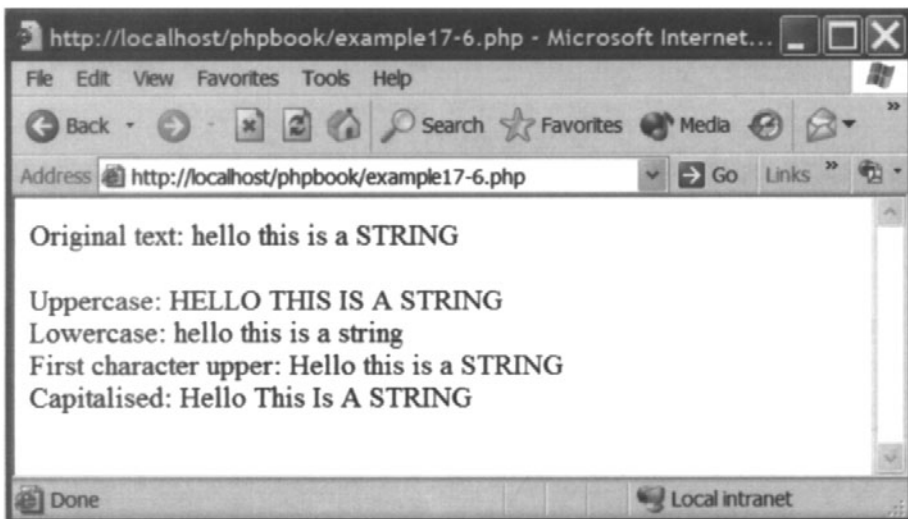 http://localhost/phpbook/example17-6.php - Microsoft Internet...
File Edit View Favorites Tools Help
Back Search Favorites Media »
Address http://localhost/phpbook/example17-6.php Go Links »
Original text: hello this is a STRING
Uppercase: HELLO THIS IS A STRING
Lowercase: hello this is a string
First character upper: Hello this is a STRING
Capitalised: Hello This Is A STRING
Done Local intranet